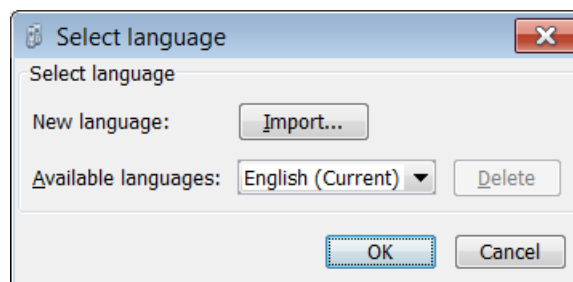 Select language
Select language
New language: Import...
Available languages: English (Current) Delete
OK Cancel